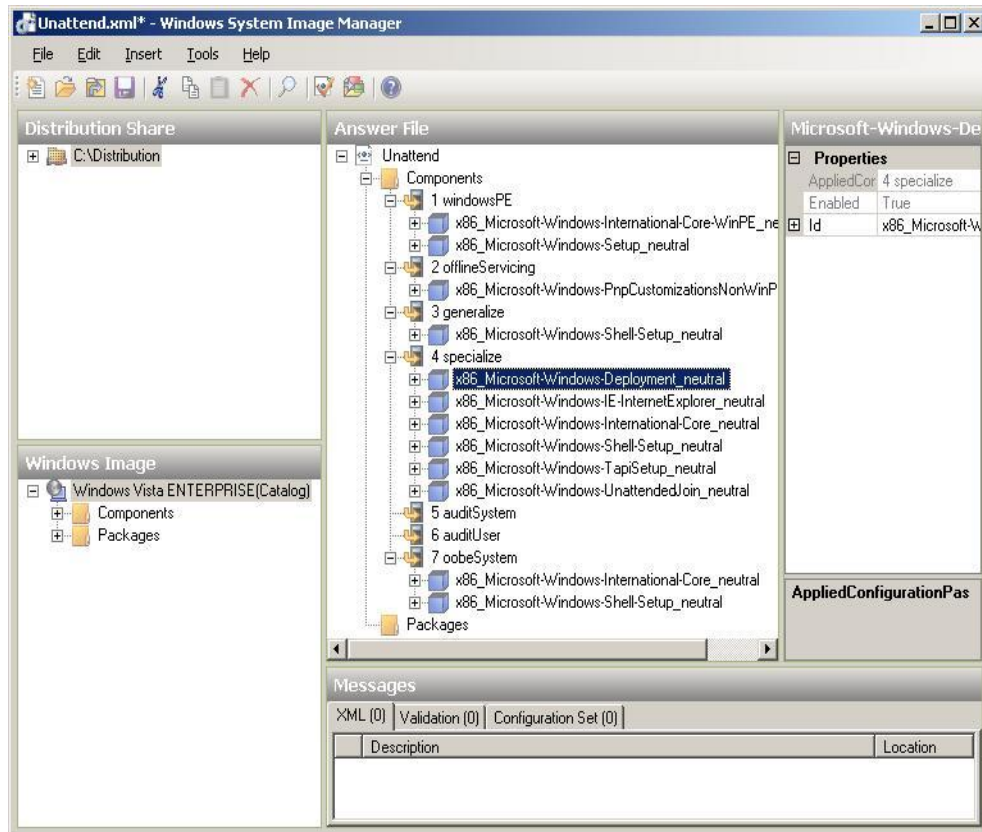 Unattend.xml* - Windows System Image Manager
File Edit Insert Tools Help
Distribution Share
C:\Distribution
Windows Image
Windows Vista ENTERPRISE(Catalog)
Components
Packages
Answer File
Unattend
Components
1 windowsPE
x86_Microsoft-Windows-International-Core-WinPE_ne
x86_Microsoft-Windows-Setup_neutral
2 offlineServicing
x86_Microsoft-Windows-PnpCustomizationsNonWinP
3 generalize
x86_Microsoft-Windows-Shell-Setup_neutral
4 specialize
x86_Microsoft-Windows-Deployment_neutral
x86_Microsoft-Windows-IE-InternetExplorer_neutral
x86_Microsoft-Windows-International-Core_neutral
x86_Microsoft-Windows-Shell-Setup_neutral
x86_Microsoft-Windows-TapiSetup_neutral
x86_Microsoft-Windows-UnattendedJoin_neutral
5 auditSystem
6 auditUser
7 oobeSystem
x86_Microsoft-Windows-International-Core_neutral
x86_Microsoft-Windows-Shell-Setup_neutral
Packages
Microsoft-Windows-De
Properties
AppliedCor 4 specialize
Enabled True
Id x86_Microsoft-W
AppliedConfigurationPas
Messages
XML (0) Validation (0) Configuration Set (0)
Description Location